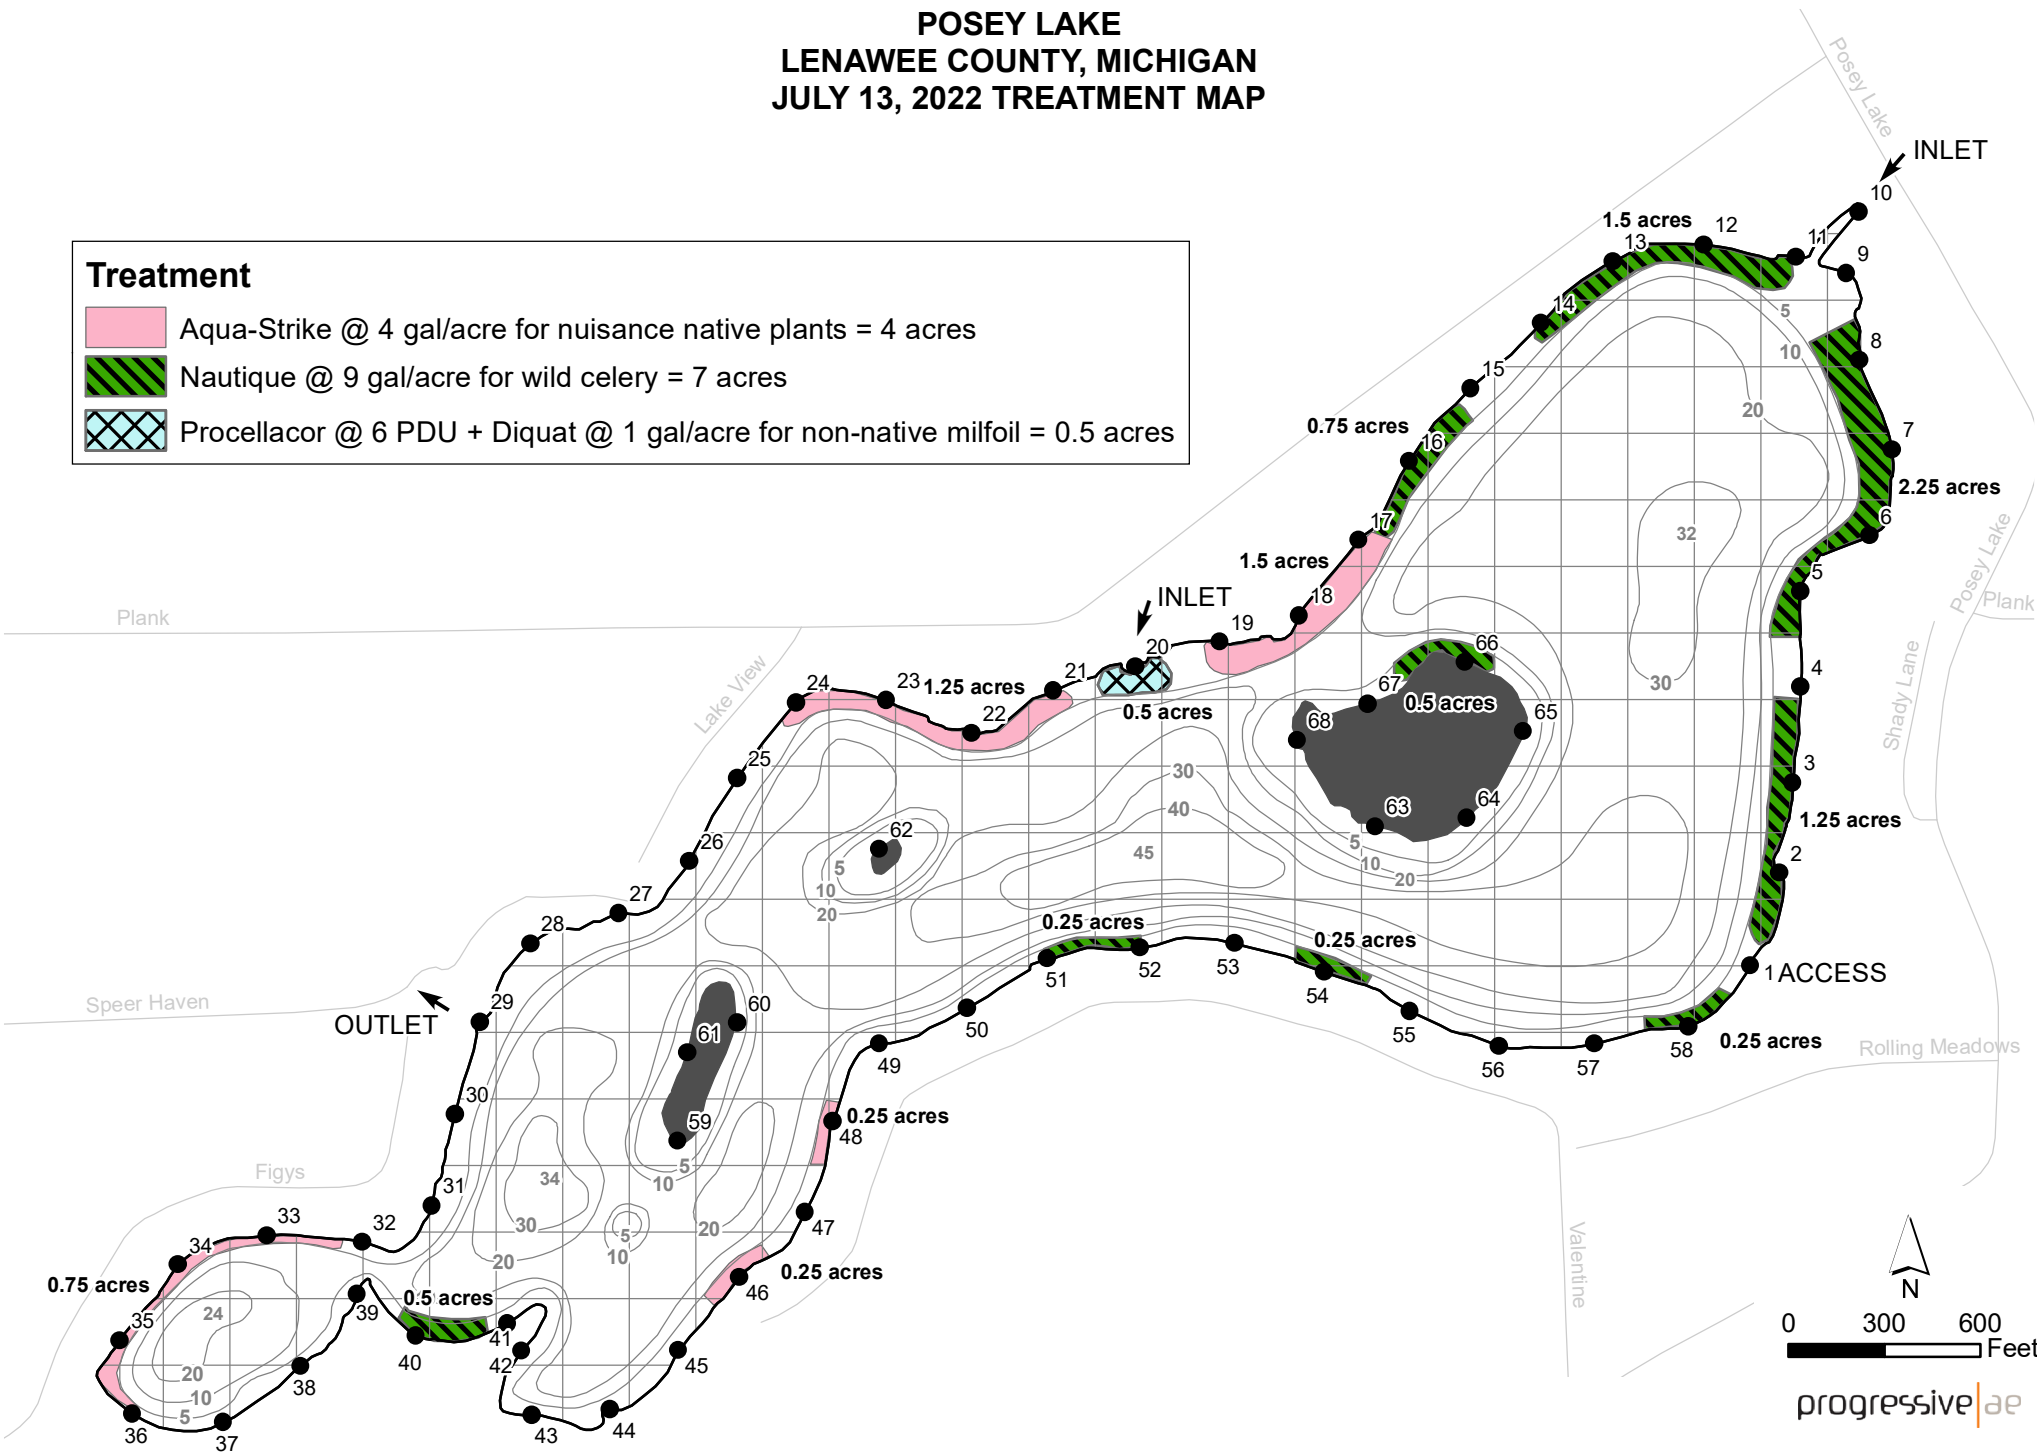 POSEY LAKE
LENAWEE COUNTY, MICHIGAN
JULY 13, 2022 TREATMENT MAP
Treatment
Aqua-Strike @ 4 gal/acre for nuisance native plants = 4 acres
Nautique @ 9 gal/acre for wild celery = 7 acres
Procellacor @ 6 PDU + Diquat @ 1 gal/acre for non-native milfoil = 0.5 acres
Posey Lake
INLET
10
1.5 acres
12
13
11
9
14
5
8
10
15
20
0.75 acres
16
7
2.25 acres
17
6
32
1.5 acres
5
Posey Lake
Plank
INLET
18
19
20
Plank
66
4
30
Lake View
24
23
1.25 acres
21
67
0.5 acres
65
22
0.5 acres
68
Shady Lane
25
30
3
40
63
64
1.25 acres
26
62
5
45
5
2
10
10
20
20
27
28
0.25 acres
0.25 acres
51
52
53
54
1 ACCESS
Speer Haven
29
OUTLET
60
61
50
55
58
0.25 acres
49
56
57
Rolling Meadows
30
59
0.25 acres
48
5
10
Figys
34
31
33
32
30
5
20
47
34
10
20
Valentine
0.75 acres
0.5 acres
0.25 acres
46
24
39
35
41
40
42
45
20
38
10
5
36
37
43
44
N
0 300 600
Feet
progressive ae